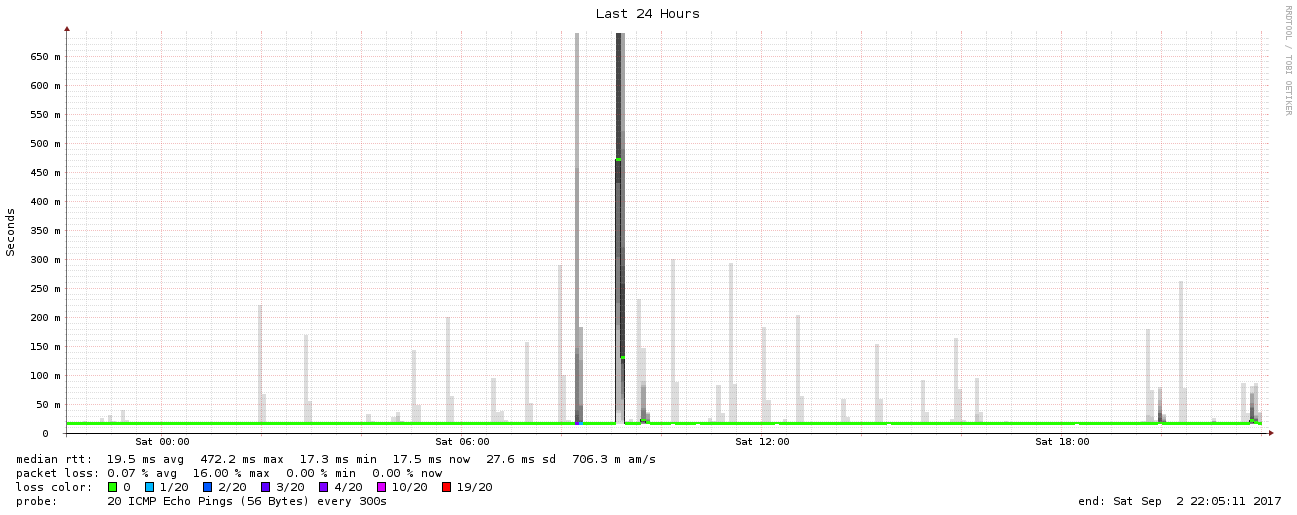 Last 24 Hours
RRDTOOL / TOBI OETIKER
Seconds
650 m
600 m
550 m
500 m
450 m
400 m
350 m
300 m
250 m
200 m
150 m
100 m
50 m
0
Sat 00:00 Sat 06:00 Sat 12:00 Sat 18:00
median rtt: 19.5 ms avg 472.2 ms max 17.3 ms min 17.5 ms now 27.6 ms sd 706.3 m am/s
packet loss: 0.07 % avg 16.00 % max 0.00 % min 0.00 % now
loss color: 0 1/20 2/20 3/20 4/20 10/20 19/20
probe: 20 ICMP Echo Pings (56 Bytes) every 300s end: Sat Sep 2 22:05:11 2017